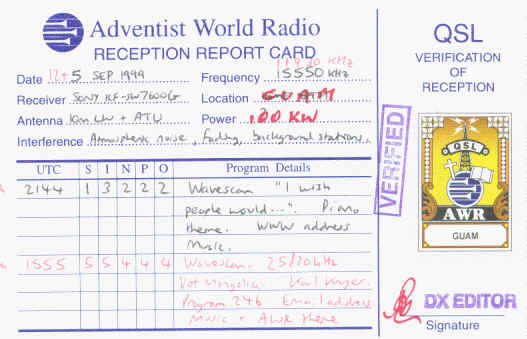 Adventist World Radio
RECEPTION REPORT CARD
Date 12+5 SEP 1999 Frequency 15550 KHz
11980 KHz
Receiver SONY ICF-SW7600G Location GUAM
Antenna 10m LW + ATU Power 100 KW
Interference Atmospheric noise, fading, background stations.
UTC S I N P O Program Details
2144 1 3 2 2 2 Wavescan "I wish
people would...". Piano
theme. WWW address
Music.
1555 5 5 4 4 4 Wavescan. 25/20 kHz
Mongolia
Program 246 Email address
Music + AWR theme
QSL
VERIFICATION
OF
RECEPTION
VERIFIED
QSL
AWR
GUAM
DX EDITOR
Signature